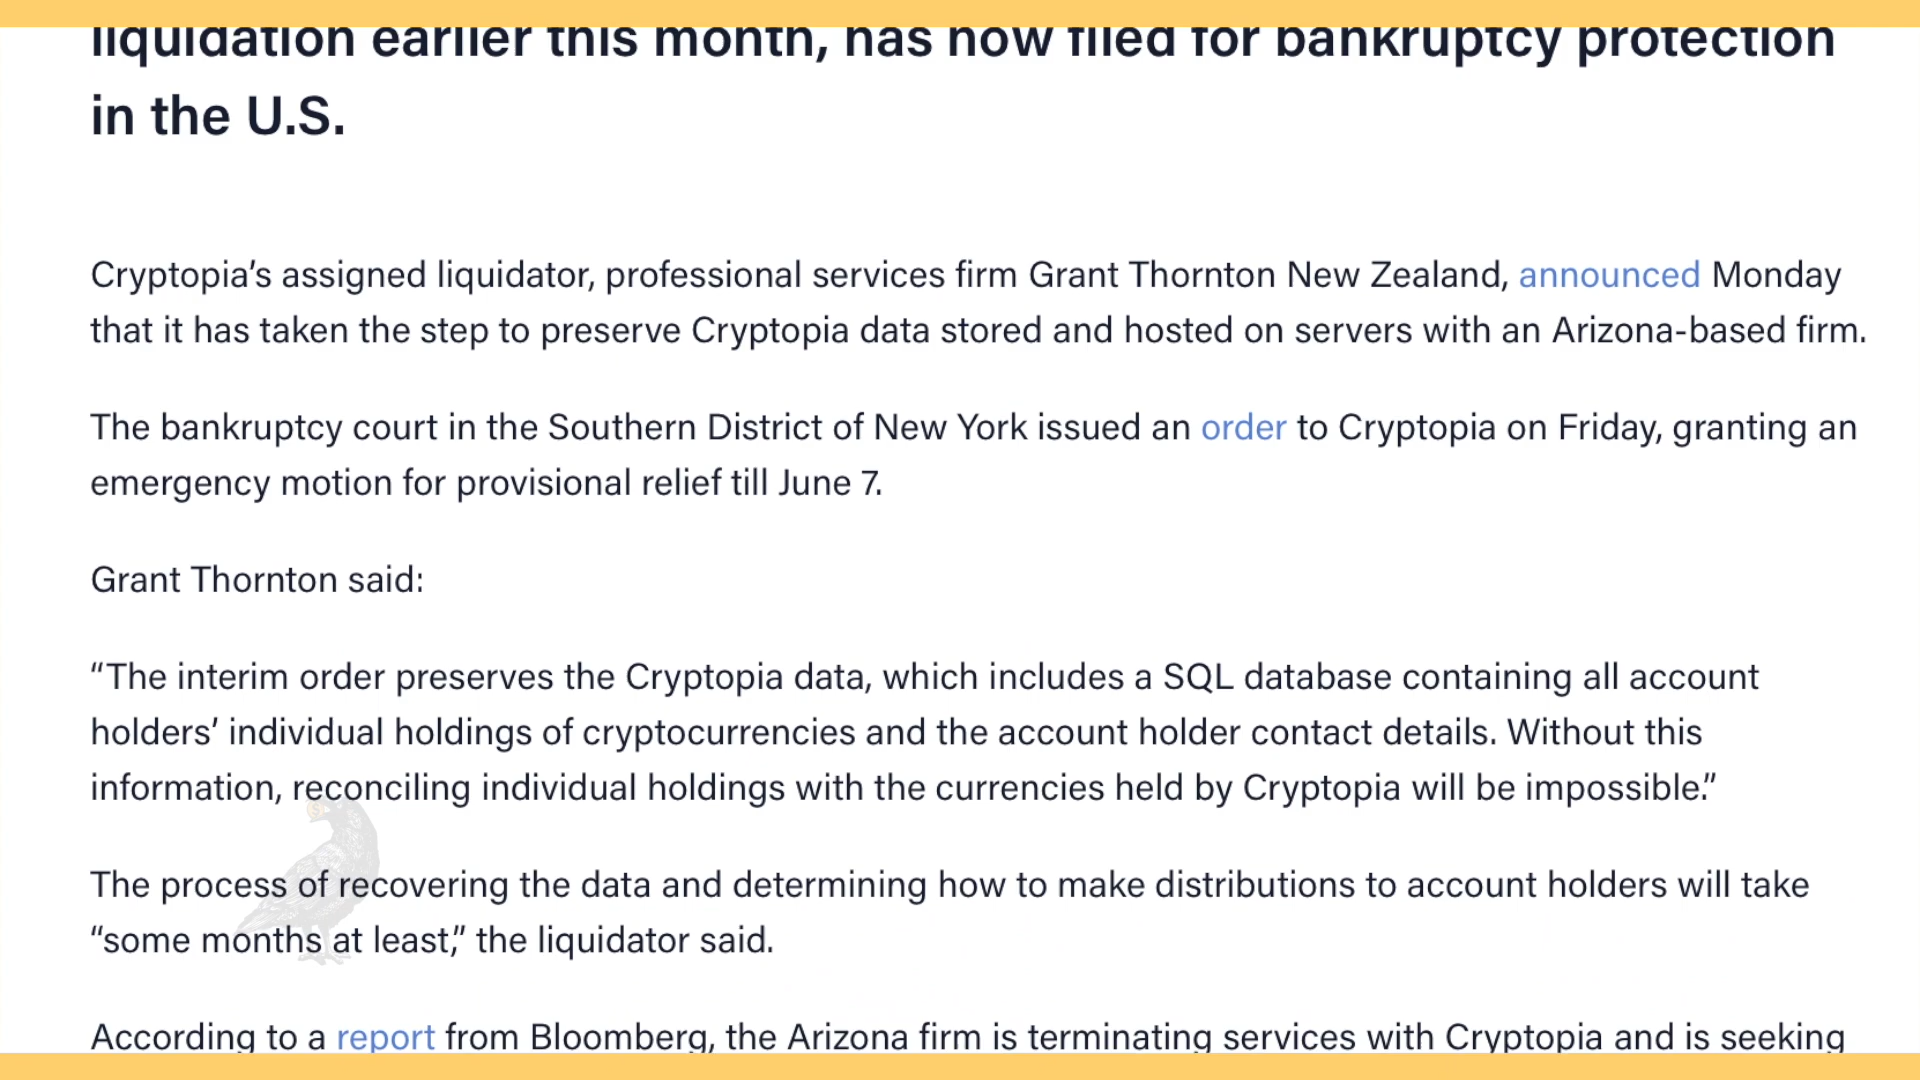 liquidation earlier this month, has now filed for bankruptcy protection
in the U.S.
Cryptopia’s assigned liquidator, professional services firm Grant Thornton New Zealand, announced Monday
that it has taken the step to preserve Cryptopia data stored and hosted on servers with an Arizona-based firm.
The bankruptcy court in the Southern District of New York issued an order to Cryptopia on Friday, granting an
emergency motion for provisional relief till June 7.
Grant Thornton said:
“The interim order preserves the Cryptopia data, which includes a SQL database containing all account
holders’ individual holdings of cryptocurrencies and the account holder contact details. Without this
information, reconciling individual holdings with the currencies held by Cryptopia will be impossible.”
The process of recovering the data and determining how to make distributions to account holders will take
“some months at least,” the liquidator said.
According to a report from Bloomberg, the Arizona firm is terminating services with Cryptopia and is seeking